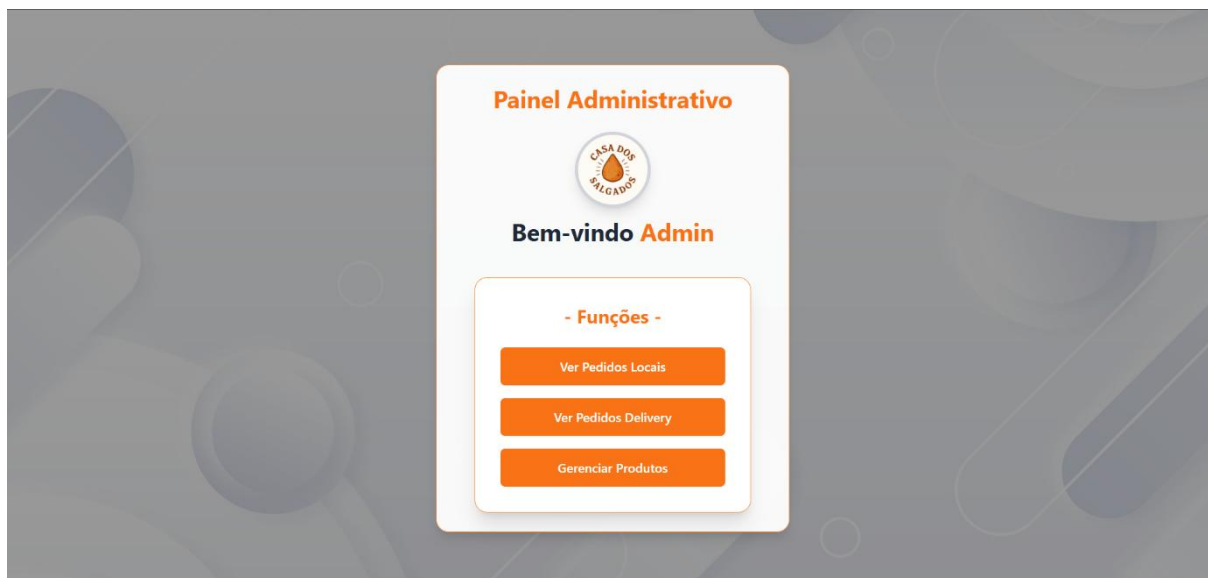 Painel Administrativo
CASA DOS
SALGADOS
Bem-vindo Admin
- Funções -
Ver Pedidos Locais
Ver Pedidos Delivery
Gerenciar Produtos